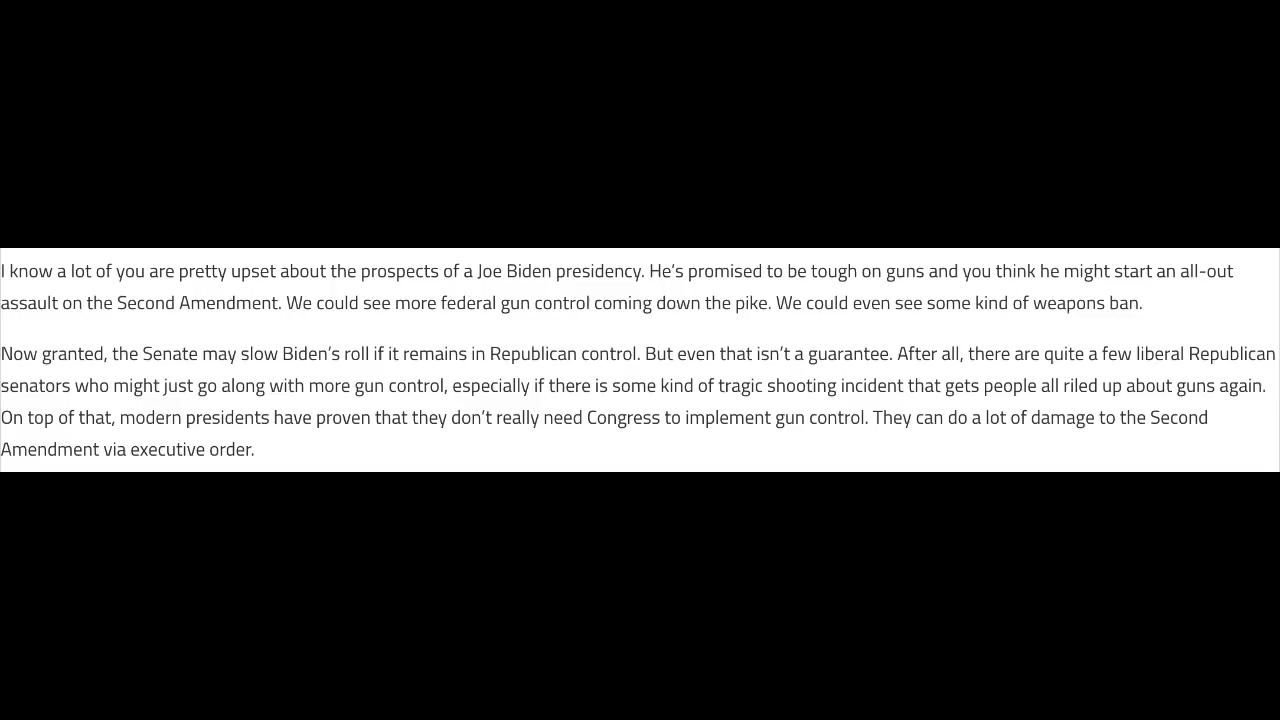 I know a lot of you are pretty upset about the prospects of a Joe Biden presidency. He’s promised to be tough on guns and you think he might start an all-out
assault on the Second Amendment. We could see more federal gun control coming down the pike. We could even see some kind of weapons ban.
Now granted, the Senate may slow Biden’s roll if it remains in Republican control. But even that isn’t a guarantee. After all, there are quite a few liberal Republican
senators who might just go along with more gun control, especially if there is some kind of tragic shooting incident that gets people all riled up about guns again.
On top of that, modern presidents have proven that they don’t really need Congress to implement gun control. They can do a lot of damage to the Second
Amendment via executive order.